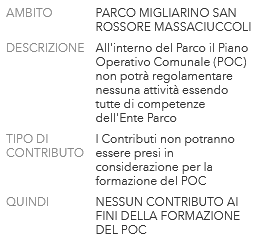 AMBITO PARCO MIGLIARINO SAN
ROSSORE MASSACIUCCOLI
DESCRIZIONE All'interno del Parco il Piano
Operativo Comunale (POC)
non potrà regolamentare
nessuna attività essendo
tutte di competenze
dell'Ente Parco
TIPO DI I Contributi non potranno
CONTRIBUTO essere presi in
considerazione per la
formazione del POC
QUINDI NESSUN CONTRIBUTO AI
FINI DELLA FORMAZIONE
DEL POC